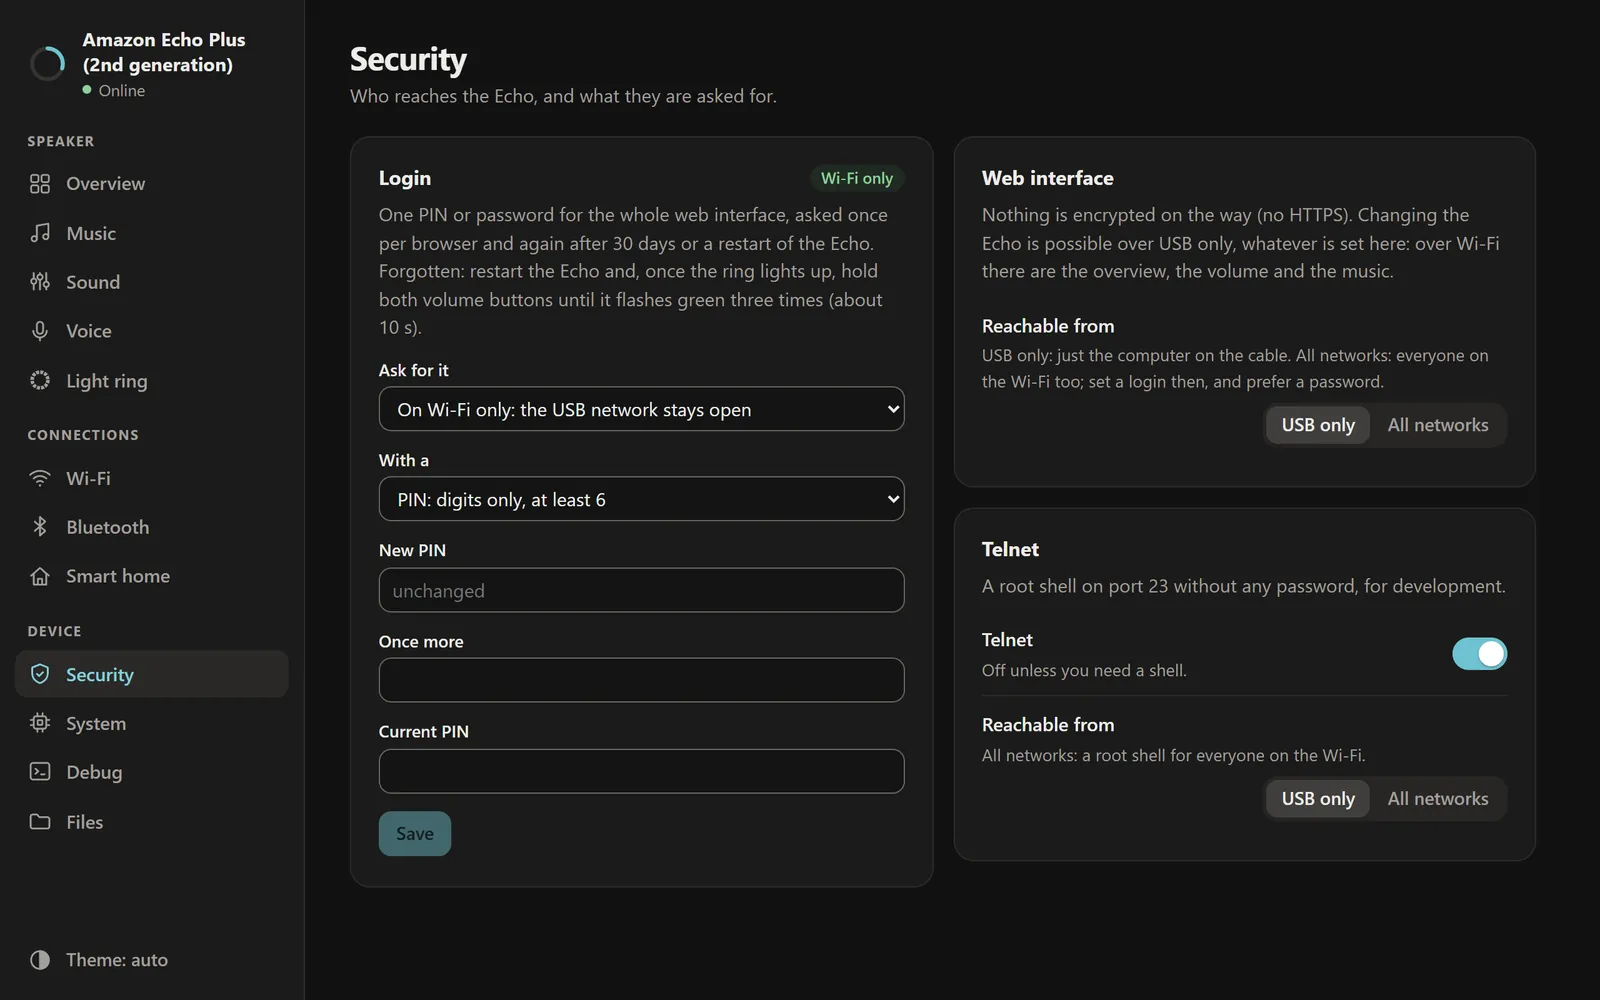 Amazon Echo Plus
(2nd generation)
Online
SPEAKER
Overview
Music
Sound
Voice
Light ring
CONNECTIONS
Wi-Fi
Bluetooth
Smart home
DEVICE
Security
System
Debug
Files
Theme: auto
Security
Who reaches the Echo, and what they are asked for.
Login
Wi-Fi only
One PIN or password for the whole web interface, asked once
per browser and again after 30 days or a restart of the Echo.
Forgotten: restart the Echo and, once the ring lights up, hold
both volume buttons until it flashes green three times (about
10 s).
Ask for it
On Wi-Fi only: the USB network stays open
With a
PIN: digits only, at least 6
New PIN
unchanged
Once more
Current PIN
Save
Web interface
Nothing is encrypted on the way (no HTTPS). Changing the
Echo is possible over USB only, whatever is set here: over Wi-Fi
there are the overview, the volume and the music.
Reachable from
USB only: just the computer on the cable. All networks: everyone on
the Wi-Fi too; set a login then, and prefer a password.
USB only All networks
Telnet
A root shell on port 23 without any password, for development.
Telnet
Off unless you need a shell.
Reachable from
All networks: a root shell for everyone on the Wi-Fi.
USB only All networks